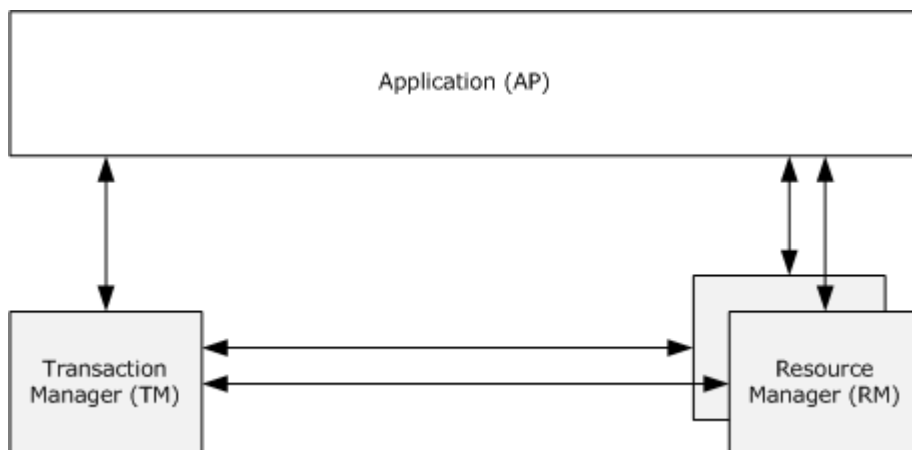 Application (AP)
Transaction
Manager (TM)
Resource
Manager (RM)